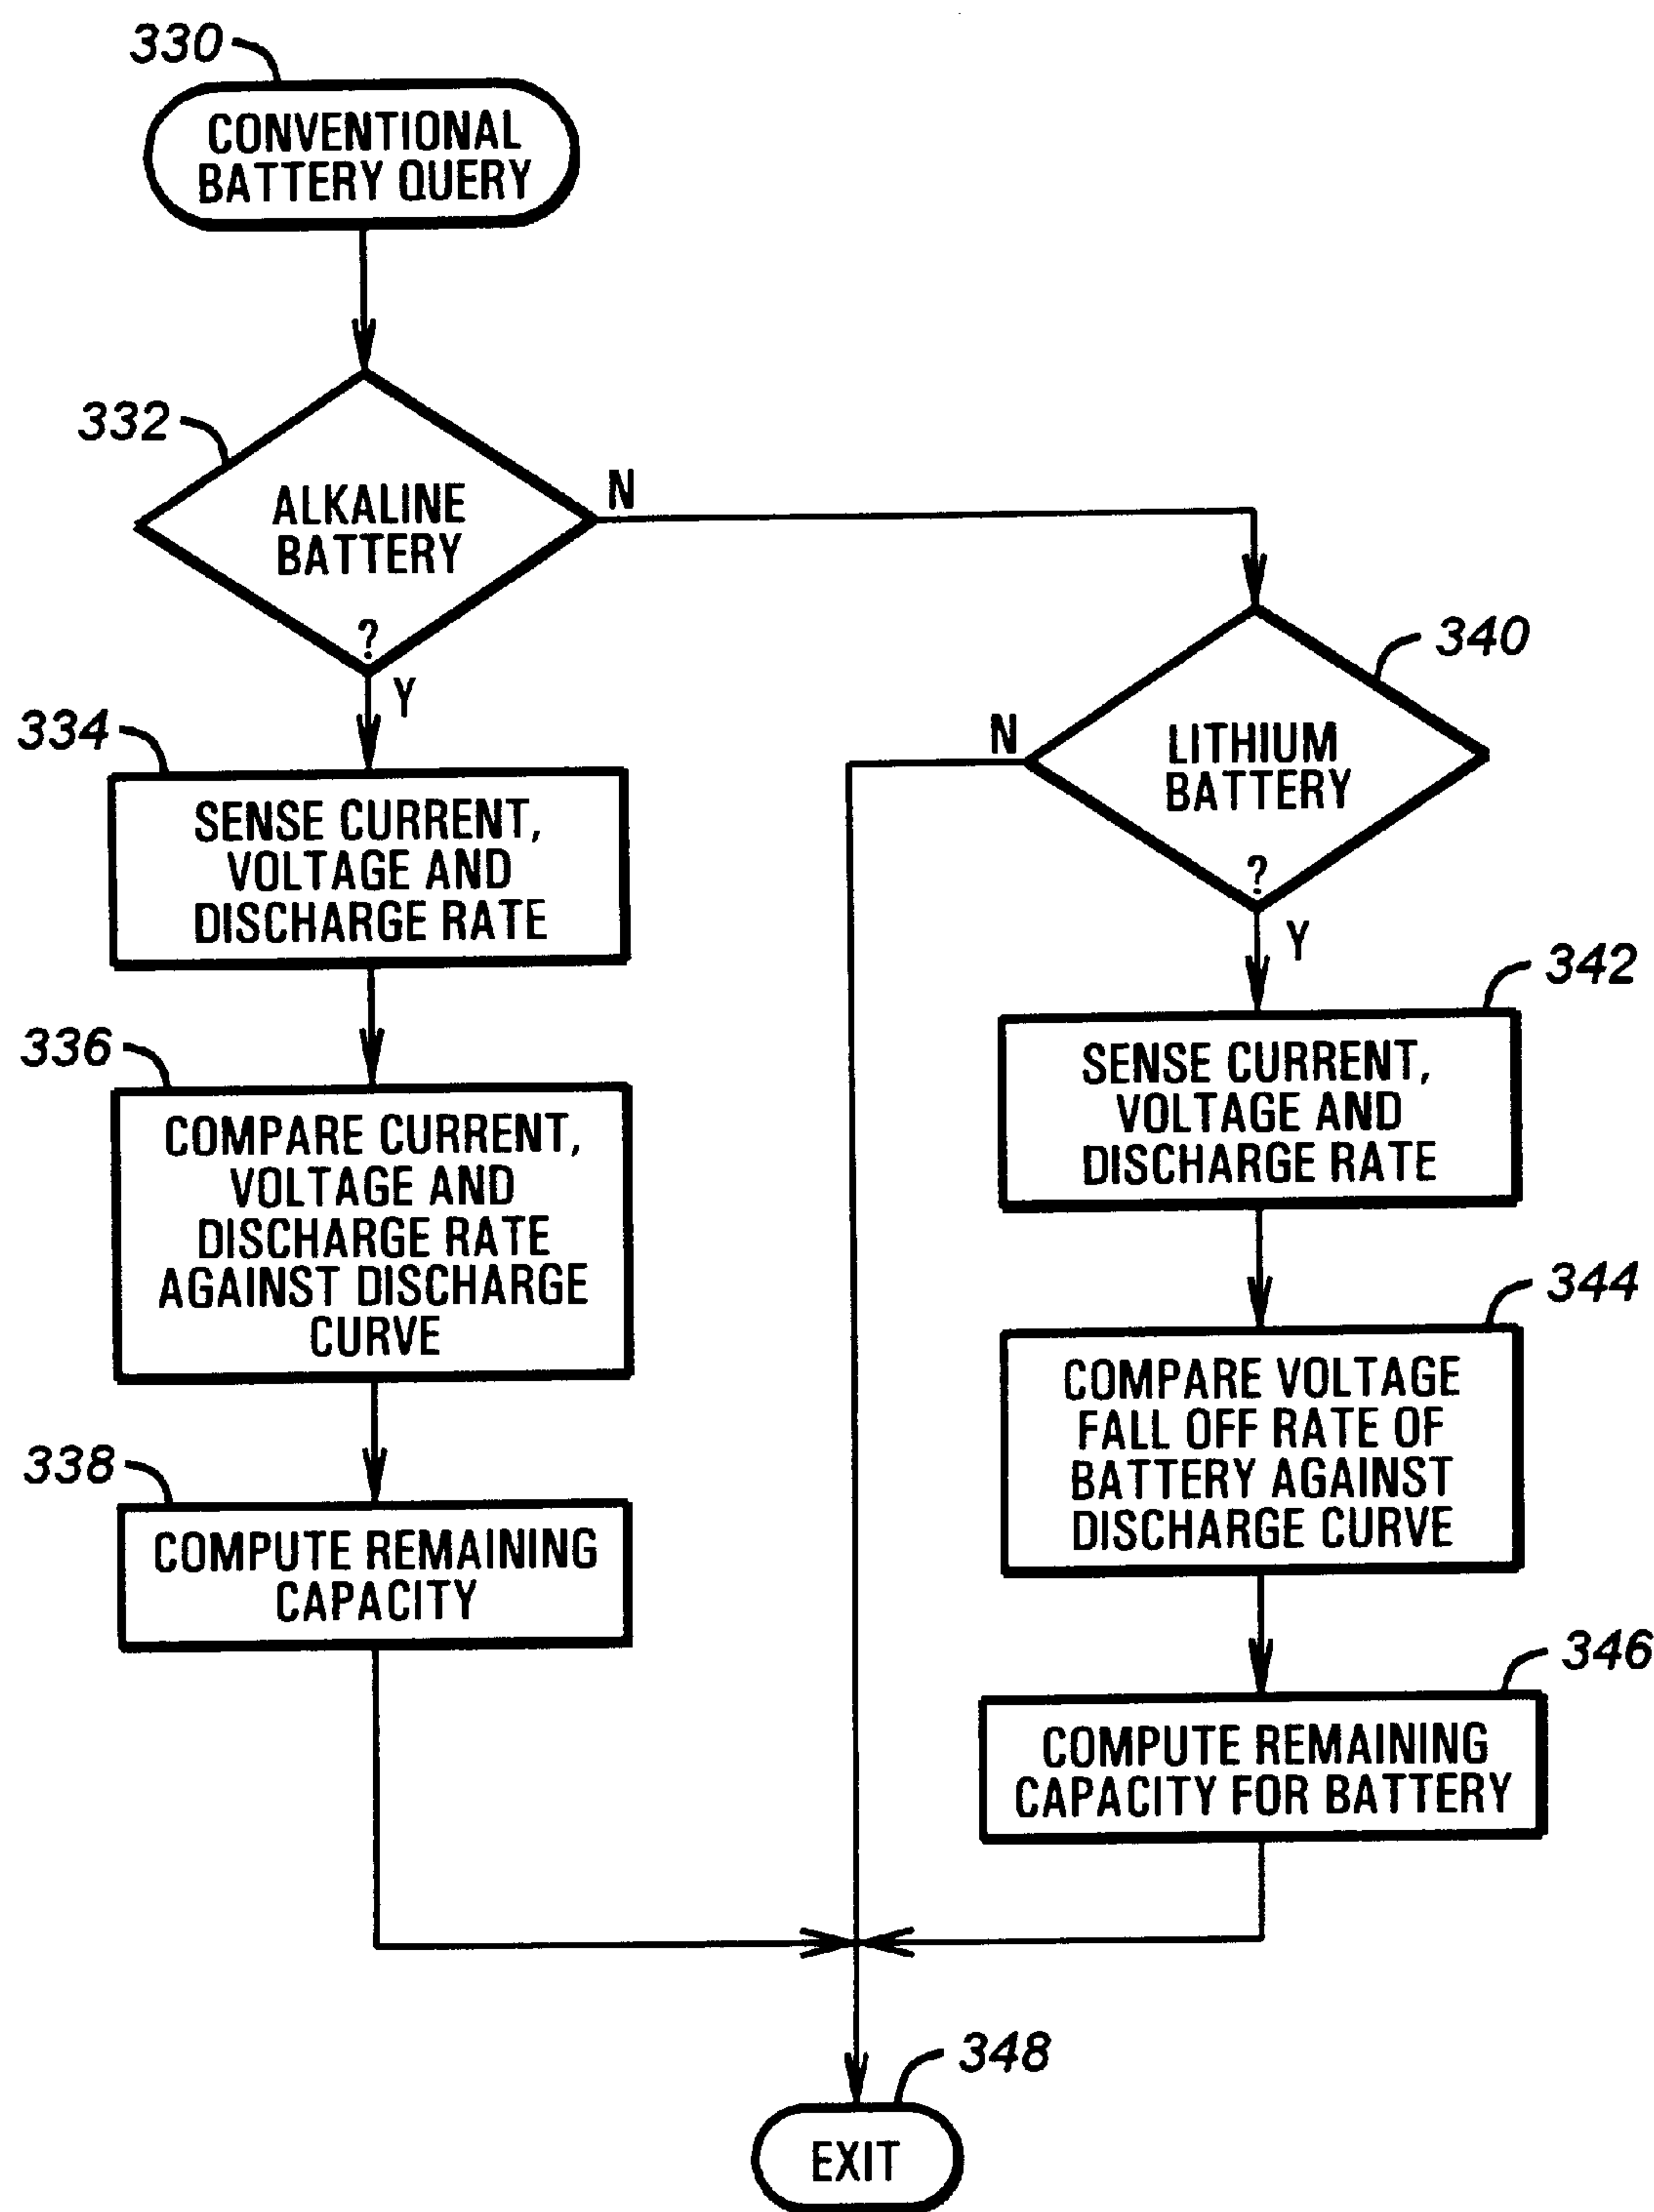 330
CONVENTIONAL
BATTERY QUERY
332
ALKALINE
BATTERY
?
N
Y
334
SENSE CURRENT,
VOLTAGE AND
DISCHARGE RATE
336
COMPARE CURRENT,
VOLTAGE AND
DISCHARGE RATE
AGAINST DISCHARGE
CURVE
338
COMPUTE REMAINING
CAPACITY
340
LITHIUM
BATTERY
?
N
Y
342
SENSE CURRENT,
VOLTAGE AND
DISCHARGE RATE
344
COMPARE VOLTAGE
FALL OFF RATE OF
BATTERY AGAINST
DISCHARGE CURVE
346
COMPUTE REMAINING
CAPACITY FOR BATTERY
348
EXIT